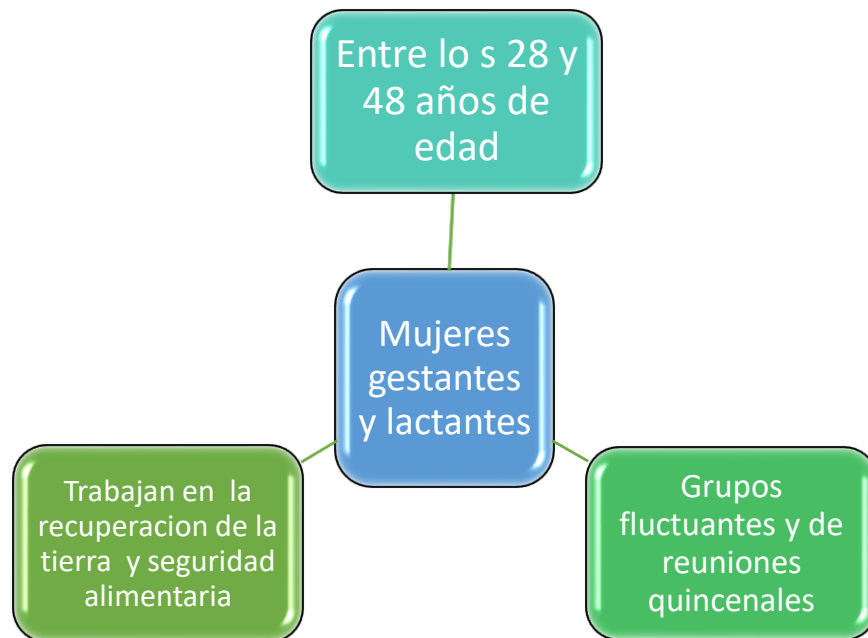 Entre lo s 28 y
48 años de
edad
Mujeres
gestantes
y lactantes
Trabajan en  la
recuperacion de la
tierra  y seguridad
alimentaria
Grupos
fluctuantes y de
reuniones
quincenales